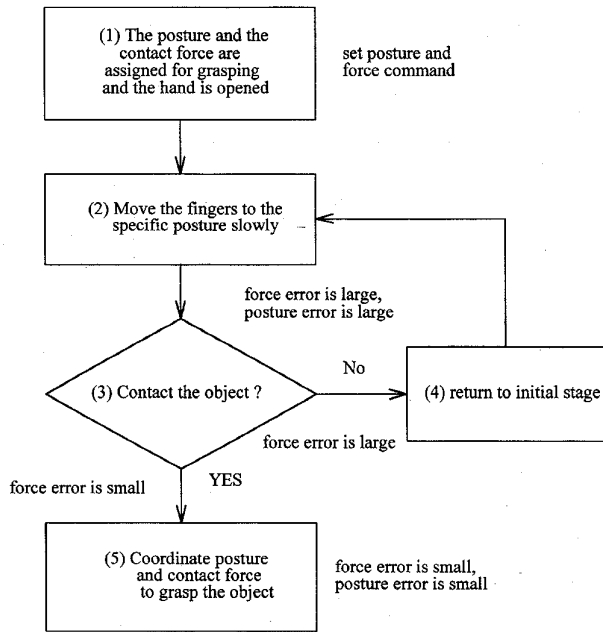 (1) The posture and the
contact force are
assigned for grasping
and the hand is opened
set posture and
force command
(2) Move the fingers to the
specific posture slowly
force error is large,
posture error is large
(3) Contact the object ?
No
(4) return to initial stage
force error is large
force error is small
YES
(5) Coordinate posture
and contact force
to grasp the object
force error is small,
posture error is small